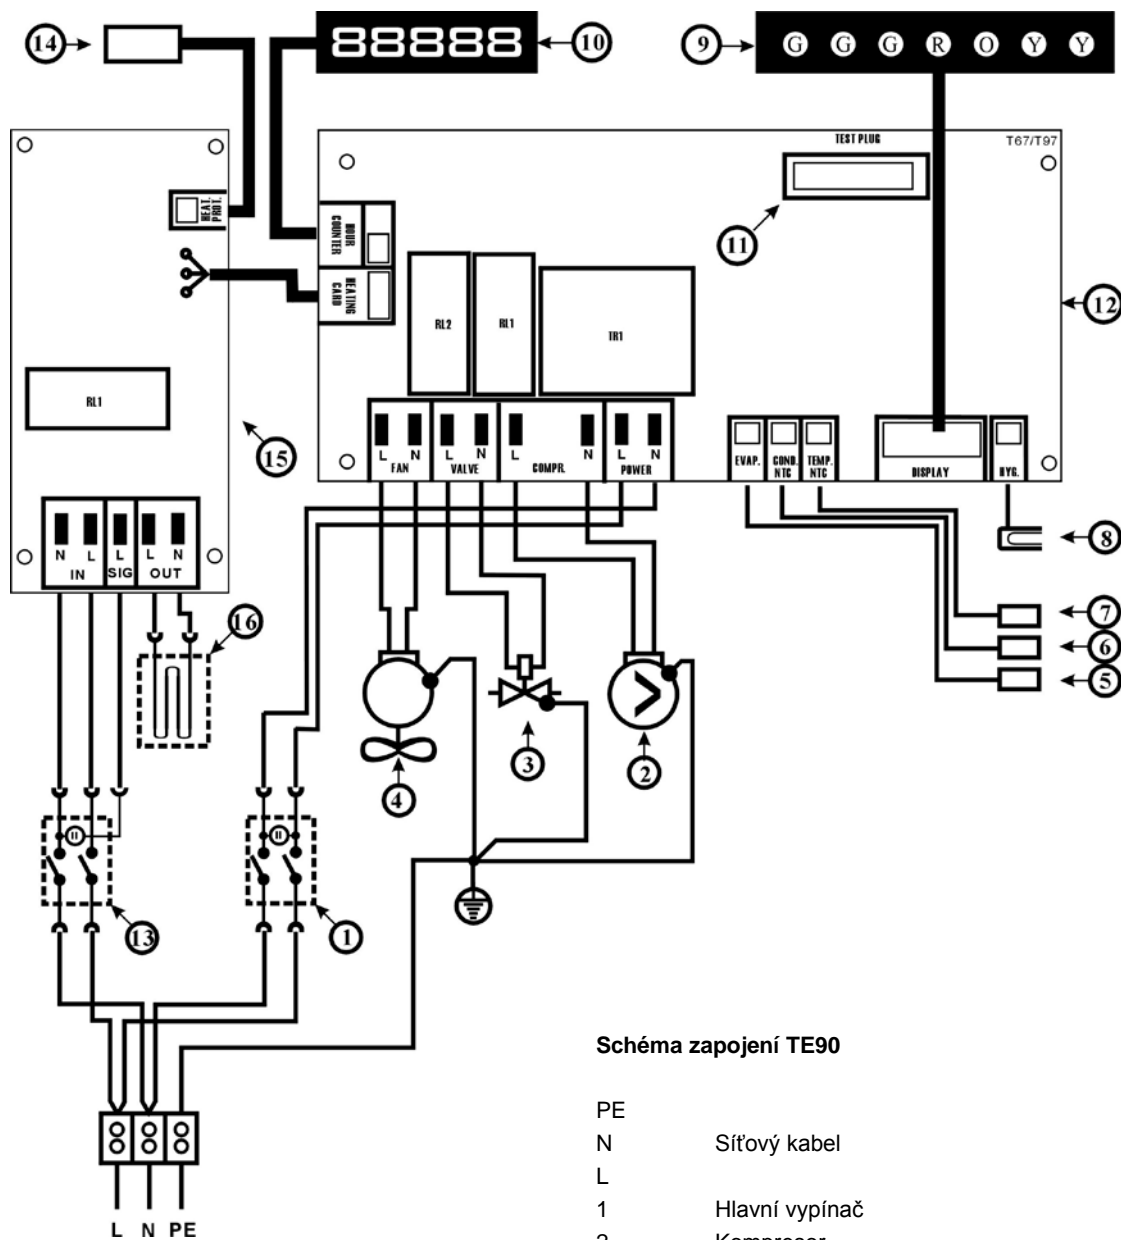 14
88888
10
9
G G G R O Y Y
TEST PLUG
T67/T97
HEAT.
PROT.
HOUR
COUNTER
HEATING
CARD
11
12
RL2
RL1
TR1
RL1
15
L N
FAN
L N
VALVE
L N
COMPR.
L N
POWER
EVAP.
COND.
NTC
TEMP.
NTC
DISPLAY
HYG.
N L
IN
L
SIG
L N
OUT
8
16
7
6
5
3
2
4
13
1
Schéma zapojení TE90
PE
N Síťový kabel
L
1 Hlavní vypínač
2 Kompresor
L N PE